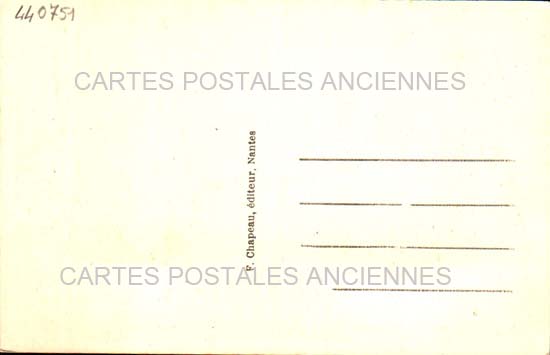 440751
CARTES POSTALES ANCIENNES
F. Chapeau, éditeur, Nantes
CARTES POSTALES ANCIENNES